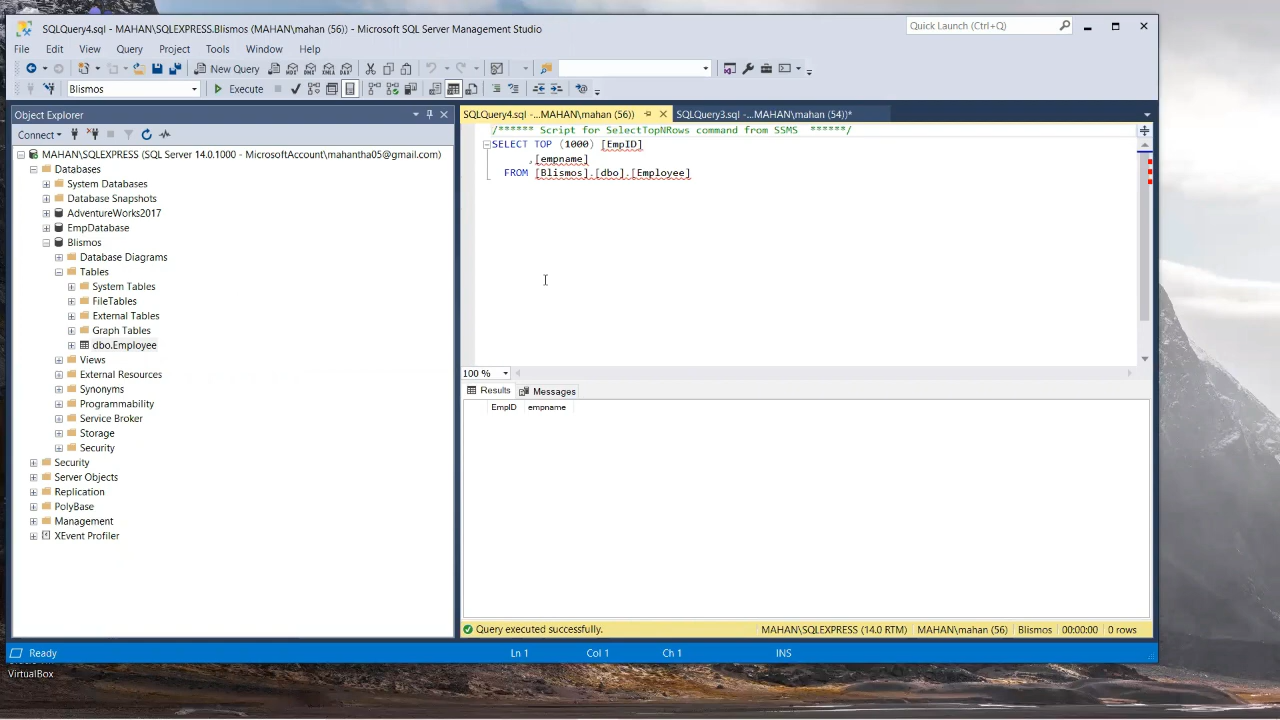 SQLQuery4.sql - MAHAN\SQLEXPRESS.Blismos (MAHAN\mahan (56)) - Microsoft SQL Server Management Studio
Quick Launch (Ctrl+Q)
File Edit View Query Project Tools Window Help
New Query
Blismos
Execute
Object Explorer
SQLQuery4.sql -...MAHAN\mahan (56))
SQLQuery3.sql -...MAHAN\mahan (54))*
Connect
MAHAN\SQLEXPRESS (SQL Server 14.0.1000 - MicrosoftAccount\mahantha05@gmail.com)
Databases
System Databases
Database Snapshots
AdventureWorks2017
EmpDatabase
Blismos
Database Diagrams
Tables
System Tables
FileTables
External Tables
Graph Tables
dbo.Employee
Views
External Resources
Synonyms
Programmability
Service Broker
Storage
Security
Security
Server Objects
Replication
PolyBase
Management
XEvent Profiler
/****** Script for SelectTopNRows command from SSMS ******/
SELECT TOP (1000) [EmpID]
,[empname]
FROM [Blismos].[dbo].[Employee]
100 %
Results Messages
EmpID empname
Query executed successfully.
MAHAN\SQLEXPRESS (14.0 RTM) MAHAN\mahan (56) Blismos 00:00:00 0 rows
Ready Ln 1 Col 1 Ch 1 INS
VirtualBox